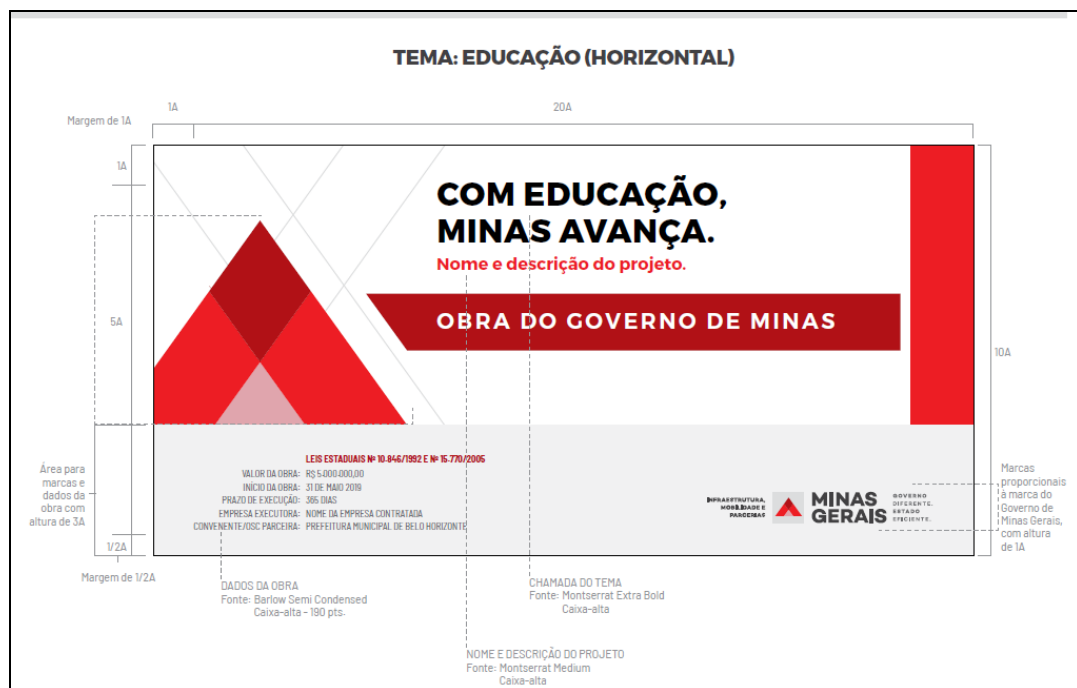 TEMA: EDUCAÇÃO (HORIZONTAL)
1A
20A
Margem de 1A
1A
COM EDUCAÇÃO,
MINAS AVANÇA.
Nome e descrição do projeto.
5A
OBRA DO GOVERNO DE MINAS
10A
LEIS ESTADUAIS Nº 10.846/1992 E Nº 15.770/2005
VALOR DA OBRA: R$ 5.000.000,00
INÍCIO DA OBRA: 31 DE MAIO 2019
PRAZO DE EXECUÇÃO: 365 DIAS
EMPRESA EXECUTORA: NOME DA EMPRESA CONTRATADA
CONVENENTE/OSC PARCEIRA: PREFEITURA MUNICIPAL DE BELO HORIZONTE
Área para
marcas e
dados da
obra com
altura de 3A
INFRAESTRUTURA,
MOBILIDADE E
PARCERIAS
MINAS
GERAIS
GOVERNO
DIFERENTE.
ESTADO
EFICIENTE.
Marcas
proporcionais
à marca do
Governo de
Minas Gerais,
com altura
de 1A
1/2A
Margem de 1/2A
DADOS DA OBRA
Fonte: Barlow Semi Condensed
Caixa-alta - 190 pts.
CHAMADA DO TEMA
Fonte: Montserrat Extra Bold
Caixa-alta
NOME E DESCRIÇÃO DO PROJETO
Fonte: Montserrat Medium
Caixa-alta